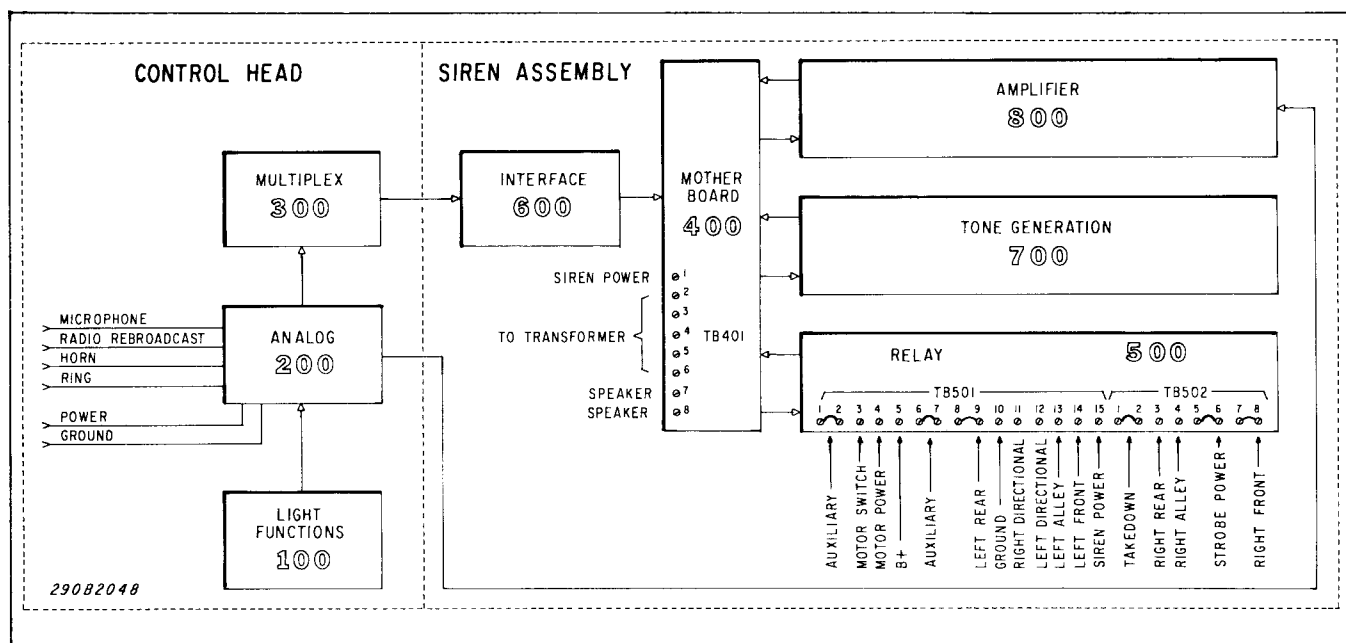 CONTROL HEAD
SIREN ASSEMBLY
MULTIPLEX
300
INTERFACE
600
MOTHER
BOARD
400
AMPLIFIER
800
TONE GENERATION
700
MICROPHONE
RADIO REBROADCAST
HORN
RING
POWER
GROUND
ANALOG
200
LIGHT
FUNCTIONS
100
SIREN POWER
TO TRANSFORMER
SPEAKER
SPEAKER
1
2
3
4
5
6
7
8
TB401
RELAY
500
TB501
TB502
1 2 3 4 5 6 7 8 9 10 11 12 13 14 15 1 2 3 4 5 6 7 8
AUXILIARY
MOTOR SWITCH
MOTOR POWER
B+
AUXILIARY
LEFT REAR
GROUND
RIGHT DIRECTIONAL
LEFT DIRECTIONAL
LEFT ALLEY
LEFT FRONT
SIREN POWER
TAKEDOWN
RIGHT REAR
RIGHT ALLEY
STROBE POWER
RIGHT FRONT
290B2048